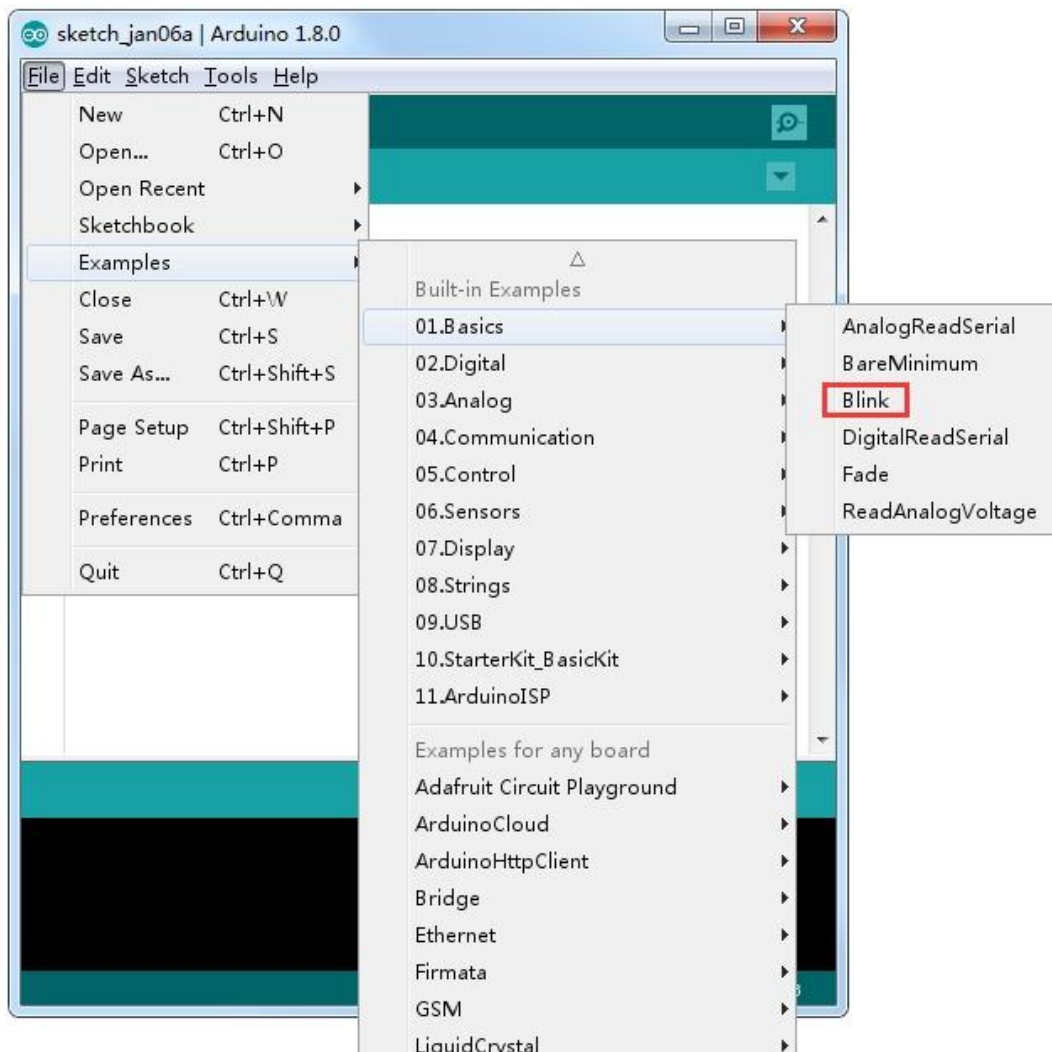 sketch_jan06a | Arduino 1.8.0
File Edit Sketch Tools Help
New Ctrl+N
Open... Ctrl+O
Open Recent
Sketchbook
Examples
Close Ctrl+W
Save Ctrl+S
Save As... Ctrl+Shift+S
Page Setup Ctrl+Shift+P
Print Ctrl+P
Preferences Ctrl+Comma
Quit Ctrl+Q
Built-in Examples
01.Basics
02.Digital
03.Analog
04.Communication
05.Control
06.Sensors
07.Display
08.Strings
09.USB
10.StarterKit_BasicKit
11.ArduinoISP
Examples for any board
Adafruit Circuit Playground
ArduinoCloud
ArduinoHttpClient
Bridge
Ethernet
Firmata
GSM
LiquidCrystal
AnalogReadSerial
BareMinimum
Blink
DigitalReadSerial
Fade
ReadAnalogVoltage